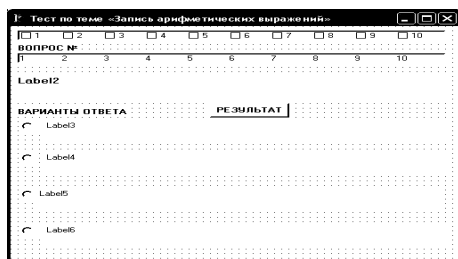 Тест по теме «Запись арифметических выражений»
1 2 3 4 5 6 7 8 9 10
ВОПРОС №
1 2 3 4 5 6 7 8 9 10
Label2
ВАРИАНТЫ ОТВЕТА
РЕЗУЛЬТАТ
Label3
Label4
Label5
Label6